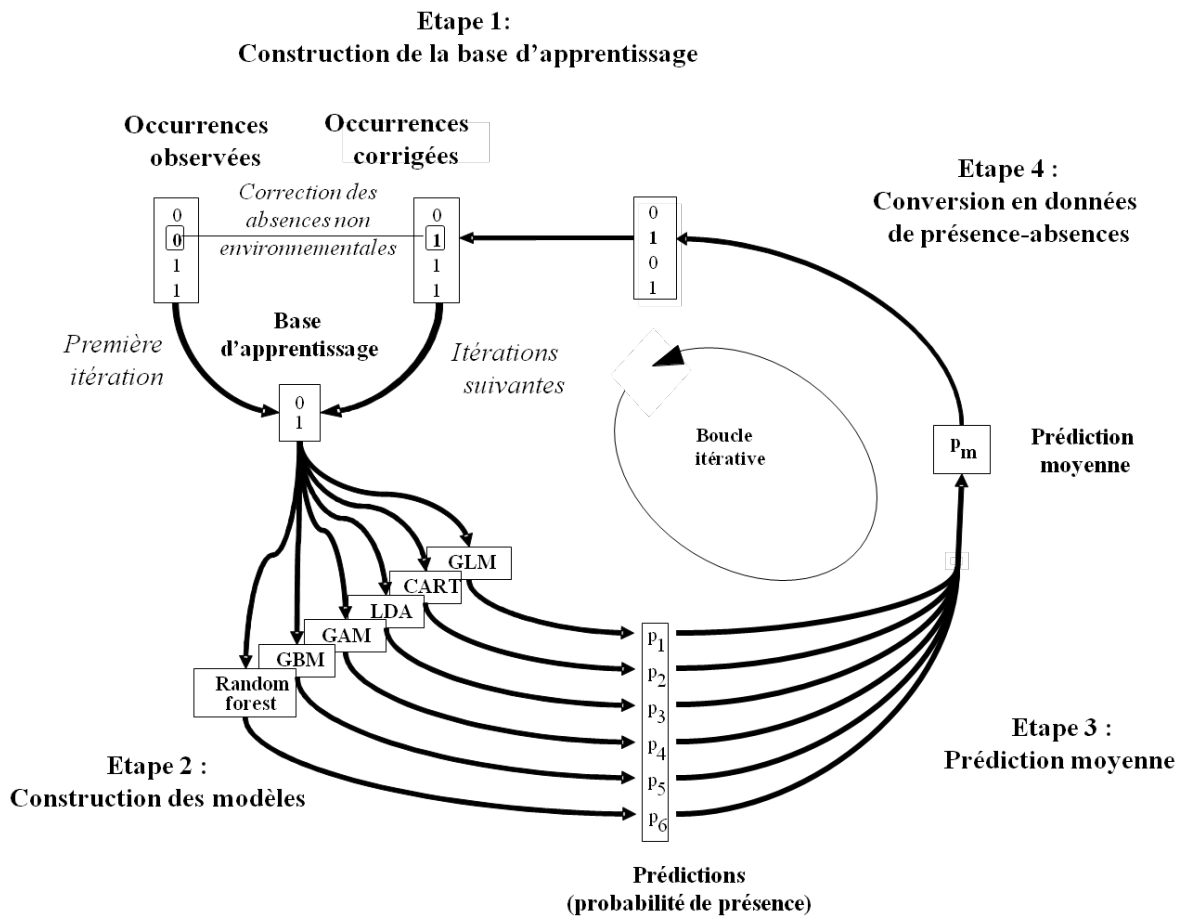 Etape 1:
Construction de la base d’apprentissage
Occurrences
observées
Occurrences
corrigées
Correction des
absences non
environnementales
0
0
1
1
0
1
1
1
0
1
0
1
Etape 4 :
Conversion en données
de présence-absences
Première
itération
Base
d’apprentissage
Itérations
suivantes
0
1
Boucle
itérative
pm
Prédiction
moyenne
GLM
CART
LDA
GAM
GBM
Random
forest
p1
p2
p3
p4
p5
p6
Etape 3 :
Prédiction moyenne
Etape 2 :
Construction des modèles
Prédictions
(probabilité de présence)